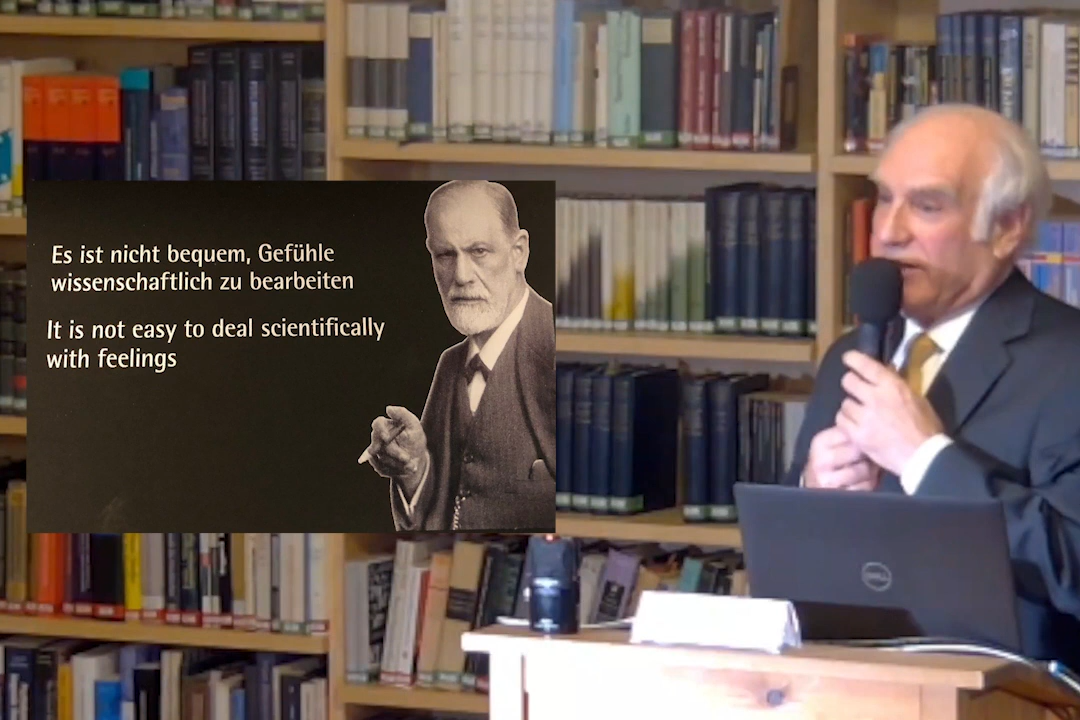 Es ist nicht bequem, Gefühle
wissenschaftlich zu bearbeiten
It is not easy to deal scientifically
with feelings
DELL